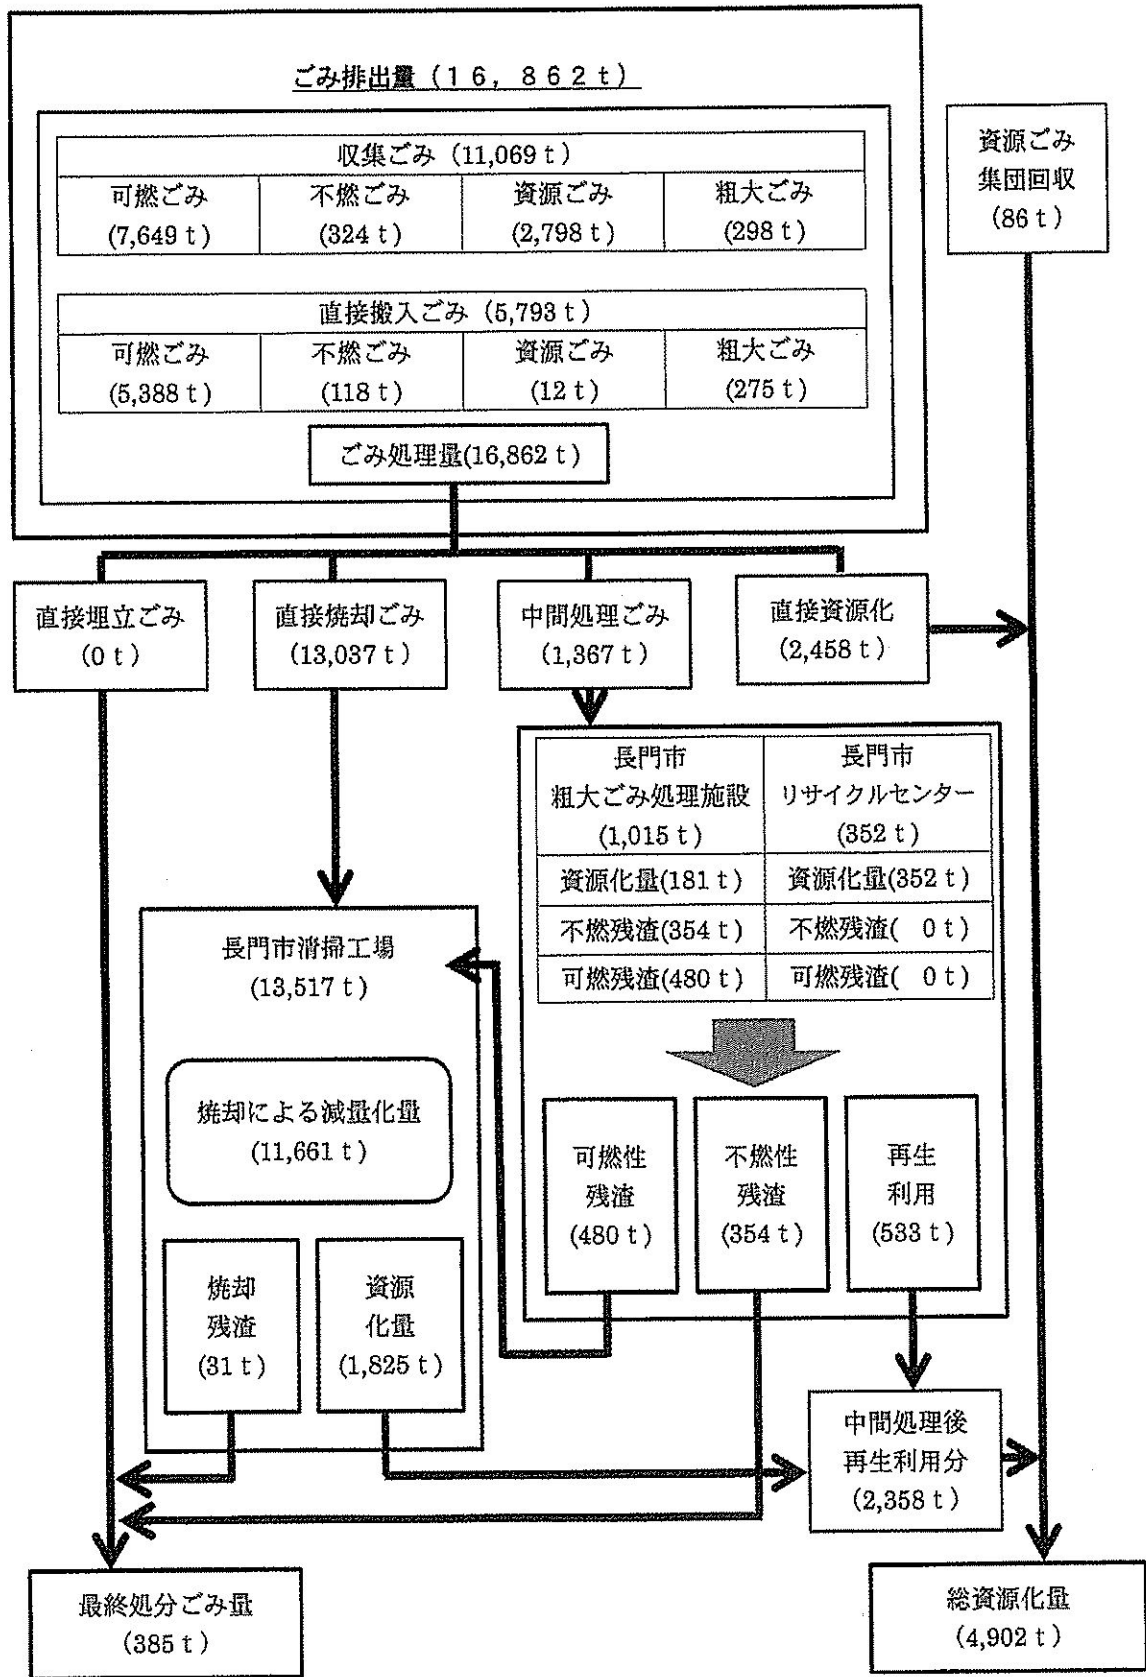 ごみ排出量（１６，８６２ｔ）
収集ごみ（11,069ｔ）
可燃ごみ 不燃ごみ 資源ごみ 粗大ごみ
(7,649ｔ) (324ｔ) (2,798ｔ) (298ｔ)
直接搬入ごみ（5,793ｔ）
可燃ごみ 不燃ごみ 資源ごみ 粗大ごみ
(5,388ｔ) (118ｔ) (12ｔ) (275ｔ)
ごみ処理量(16,862ｔ)
資源ごみ
集団回収
(86ｔ)
直接埋立ごみ
(0ｔ)
直接焼却ごみ
(13,037ｔ)
中間処理ごみ
(1,367ｔ)
直接資源化
(2,458ｔ)
長門市
粗大ごみ処理施設
(1,015ｔ)
長門市
リサイクルセンター
(352ｔ)
資源化量(181ｔ) 資源化量(352ｔ)
不燃残渣(354ｔ) 不燃残渣(　0ｔ)
可燃残渣(480ｔ) 可燃残渣(　0ｔ)
長門市清掃工場
(13,517ｔ)
焼却による減量化量
(11,661ｔ)
可燃性
残渣
(480ｔ)
不燃性
残渣
(354ｔ)
再生
利用
(533ｔ)
焼却
残渣
(31ｔ)
資源
化量
(1,825ｔ)
中間処理後
再生利用分
(2,358ｔ)
最終処分ごみ量
(385ｔ)
総資源化量
(4,902ｔ)